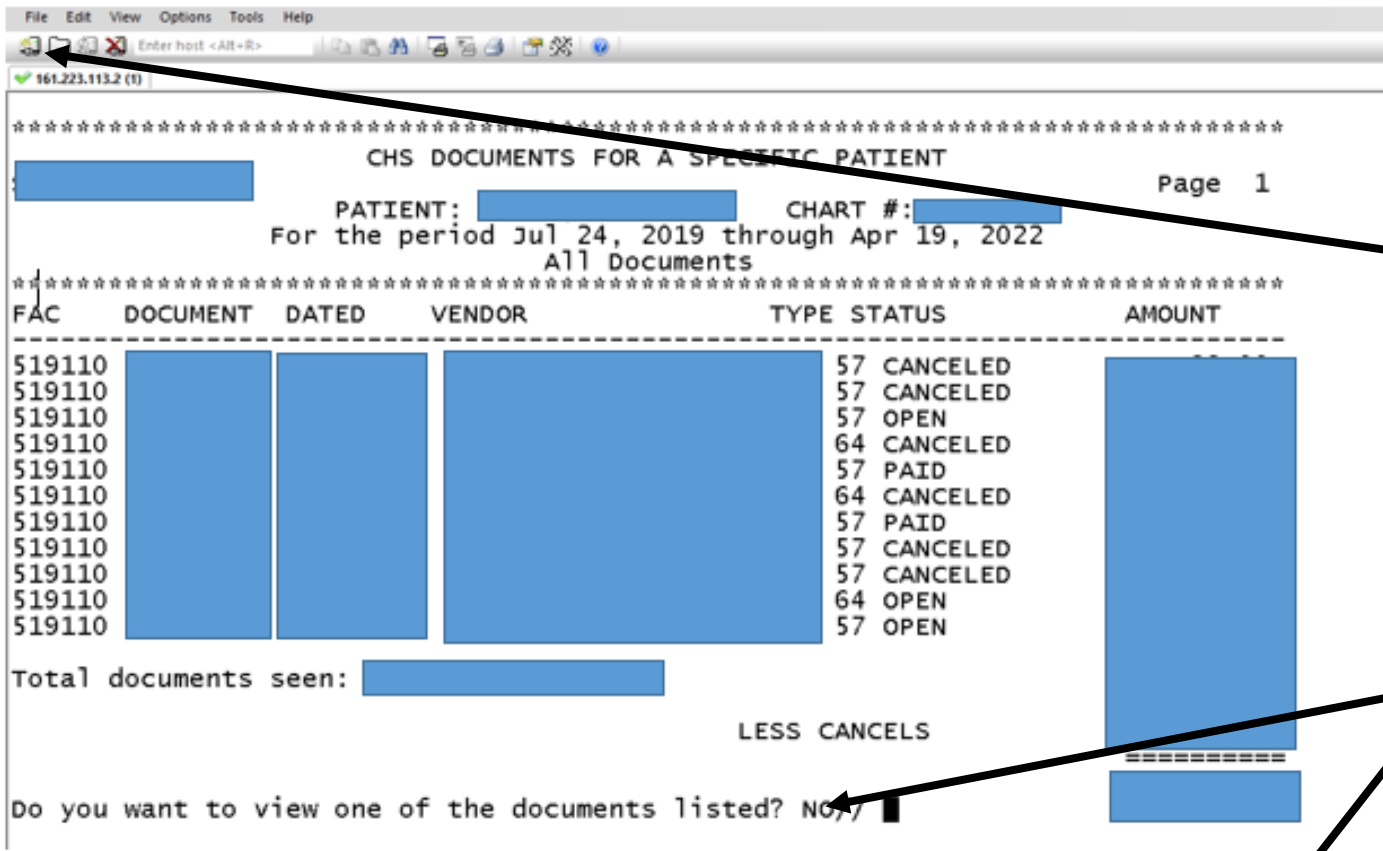 File Edit View Options Tools Help
Enter host <Alt+R>
161.223.113.2 (1)
*******************************************************************************
CHS DOCUMENTS FOR A SPECIFIC PATIENT
Page 1
PATIENT: CHART #:
For the period Jul 24, 2019 through Apr 19, 2022
All Documents
*******************************************************************************
FAC DOCUMENT DATED VENDOR TYPE STATUS AMOUNT
-------------------------------------------------------------------------------
519110 57 CANCELED
519110 57 CANCELED
519110 57 OPEN
519110 64 CANCELED
519110 57 PAID
519110 64 CANCELED
519110 57 PAID
519110 57 CANCELED
519110 57 CANCELED
519110 64 OPEN
519110 57 OPEN
Total documents seen:
LESS CANCELS
==========
Do you want to view one of the documents listed? NO//